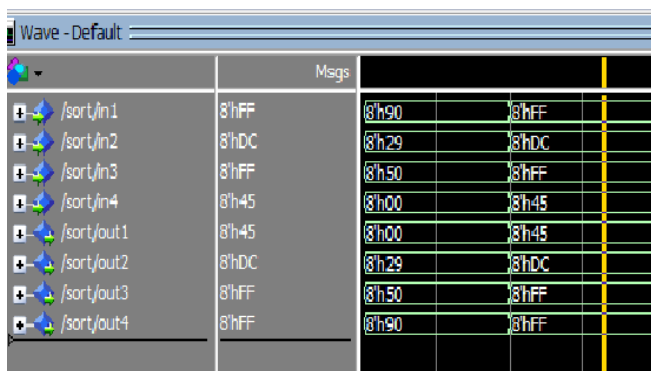 Wave - Default
Msgs
/sort/in1 8'hFF 8'h90 8'hFF
/sort/in2 8'hDC 8'h29 8'hDC
/sort/in3 8'hFF 8'h50 8'hFF
/sort/in4 8'h45 8'h00 8'h45
/sort/out1 8'h45 8'h00 8'h45
/sort/out2 8'hDC 8'h29 8'hDC
/sort/out3 8'hFF 8'h50 8'hFF
/sort/out4 8'hFF 8'h90 8'hFF